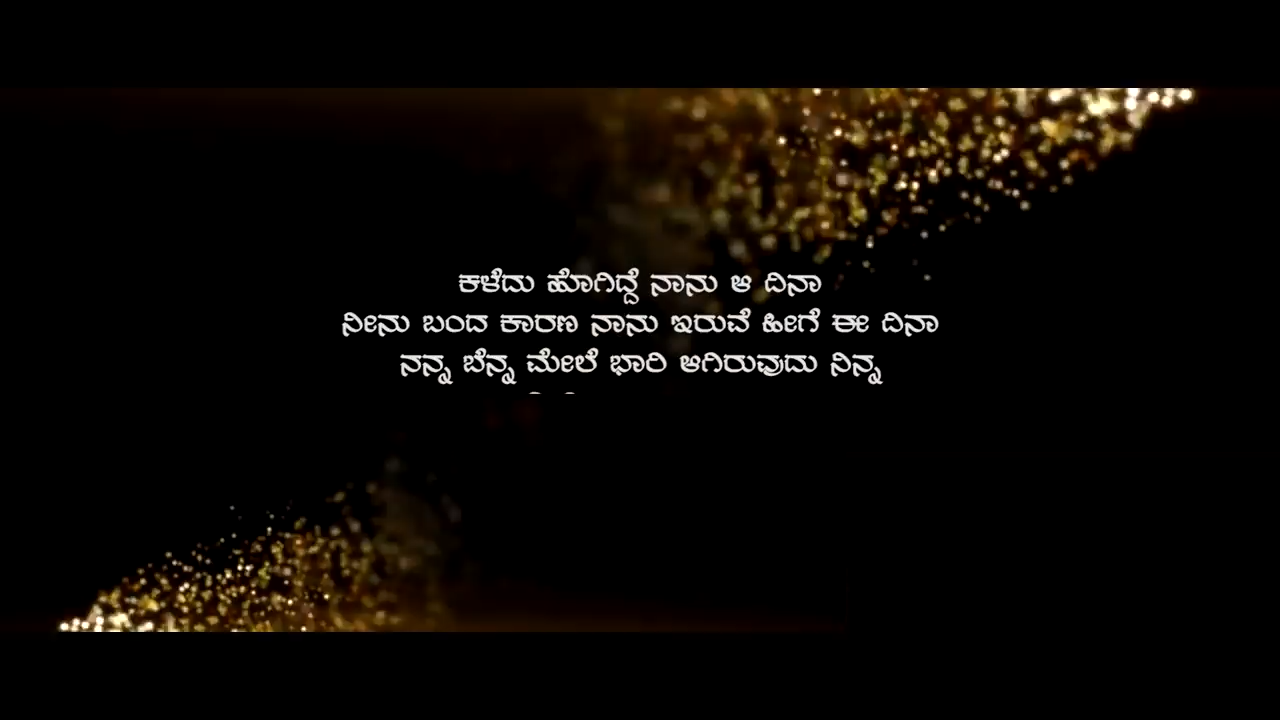 ಕಳೆದು ಹೊಗಿದ್ದೆ ನಾನು ಆ ದಿನಾ
ನೀನು ಬಂದ ಕಾರಣ ನಾನು ಇರುವೆ ಹೀಗೆ ಈ ದಿನಾ
ನನ್ನ ಬೆನ್ನ ಮೇಲೆ ಭಾರಿ ಆಗಿರುವುದು ನಿನ್ನ